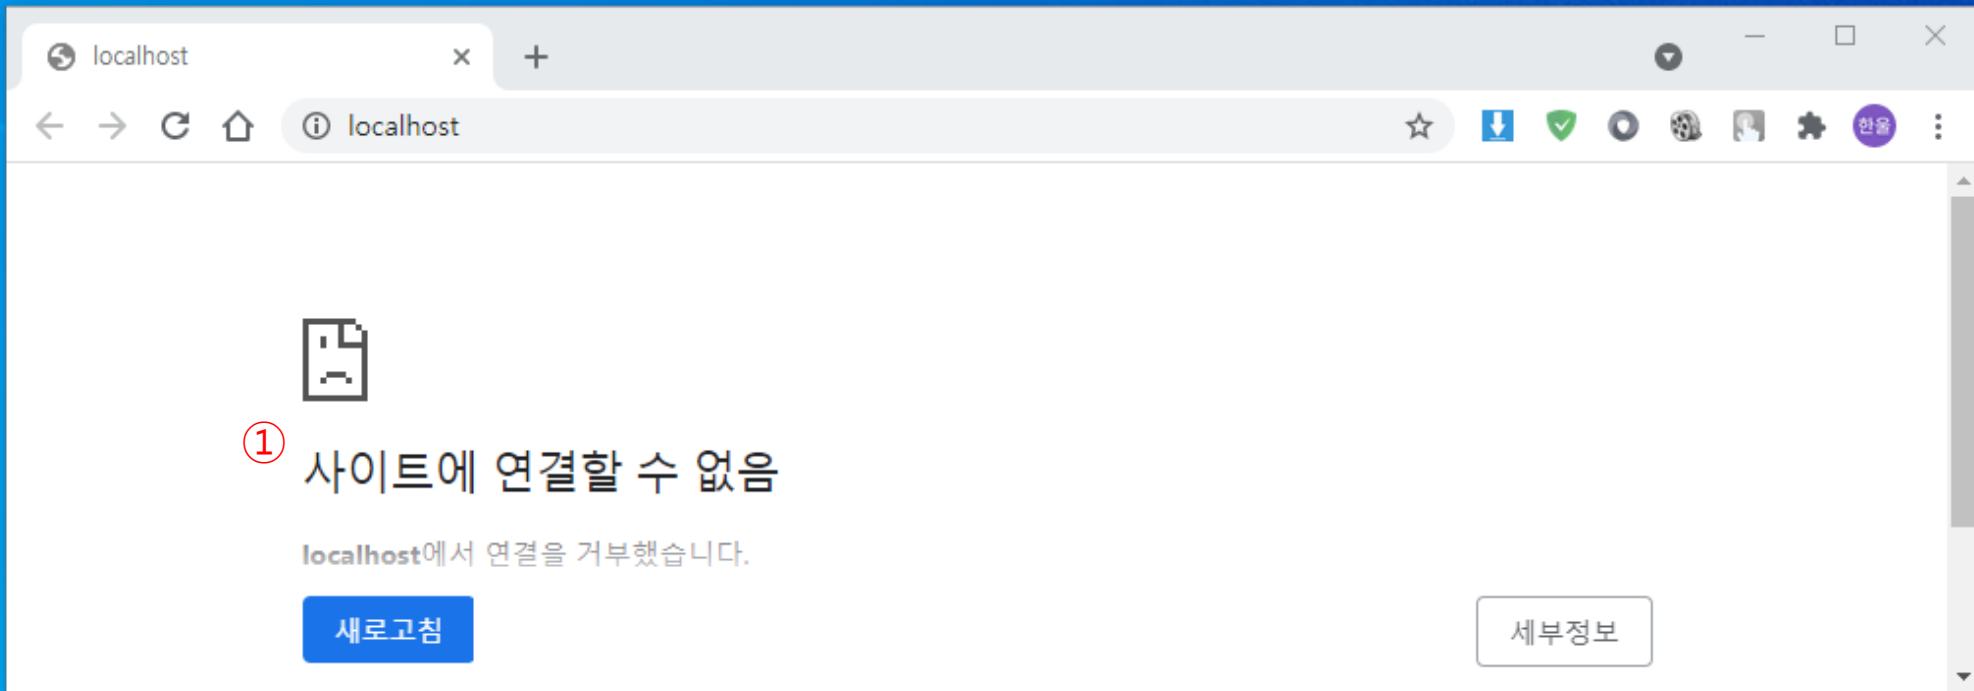 localhost
localhost
한울
①
사이트에 연결할 수 없음
localhost에서 연결을 거부했습니다.
새로고침
세부정보